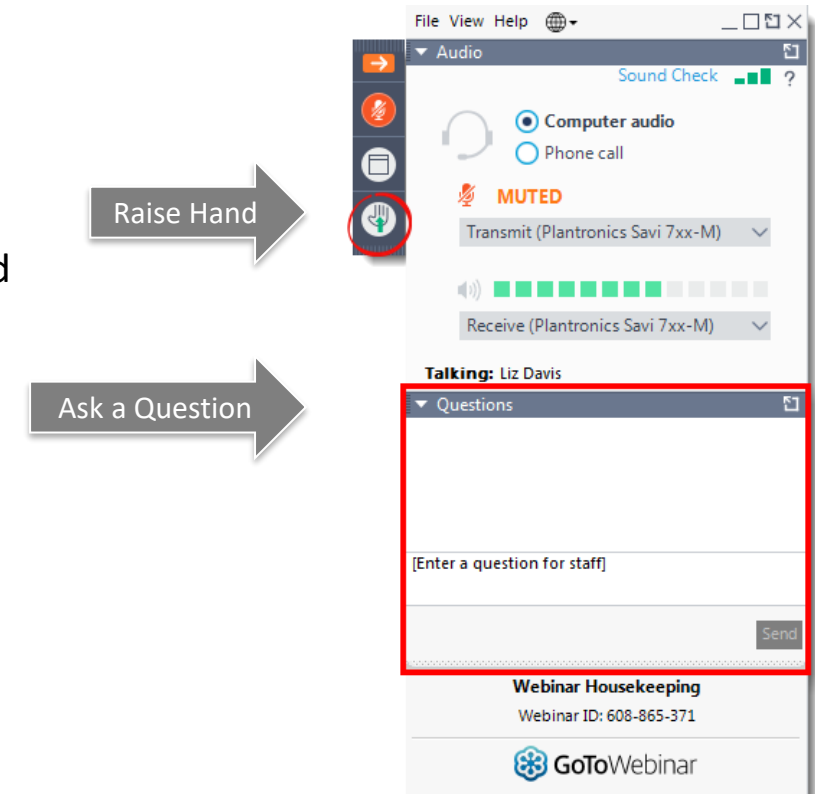 File View Help
Audio
Sound Check ?
Computer audio
Phone call
MUTED
Raise Hand
Transmit (Plantronics Savi 7xx-M)
d
Receive (Plantronics Savi 7xx-M)
Talking: Liz Davis
Ask a Question
Questions
[Enter a question for staff]
Send
Webinar Housekeeping
Webinar ID: 608-865-371
GoToWebinar